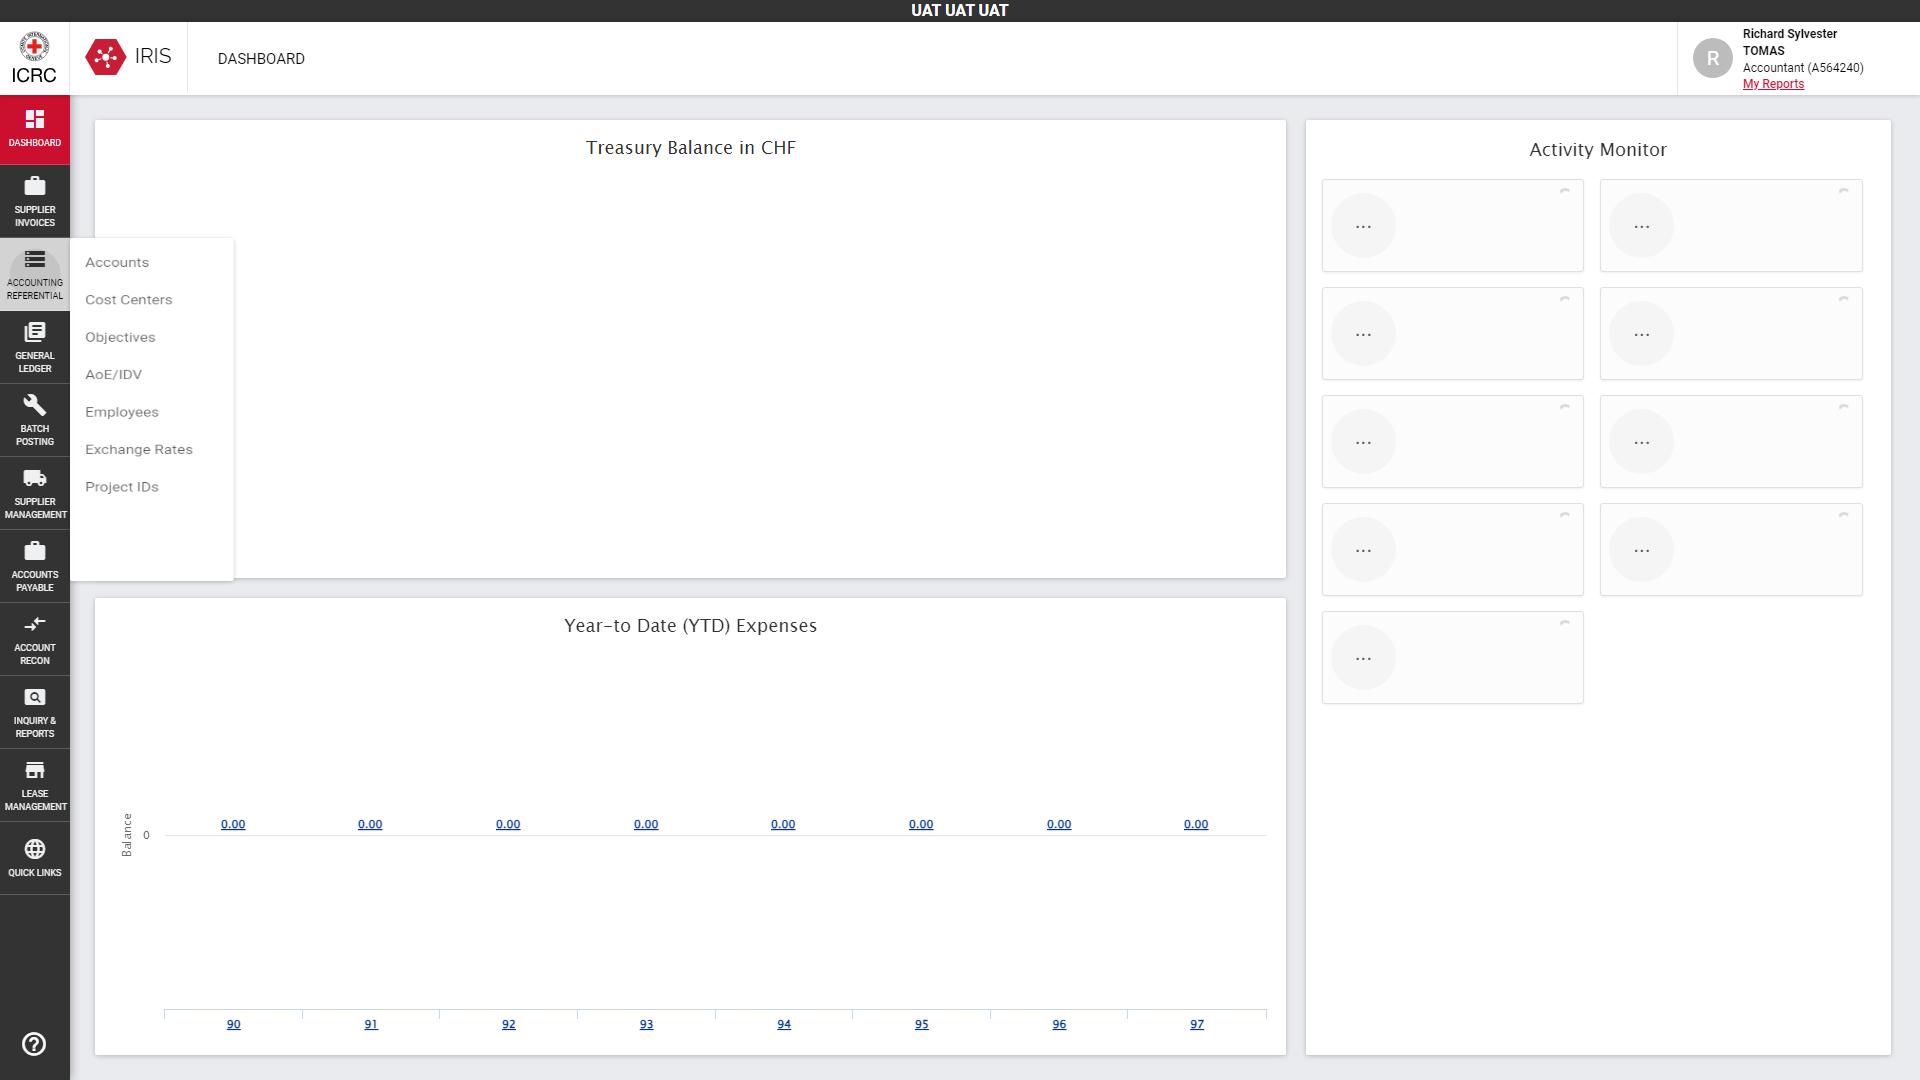 UAT UAT UAT
ICRC
IRIS
DASHBOARD
Richard Sylvester
TOMAS
Accountant (A564240)
My Reports
R
DASHBOARD
SUPPLIER
INVOICES
ACCOUNTING
REFERENTIAL
GENERAL
LEDGER
BATCH
POSTING
SUPPLIER
MANAGEMENT
ACCOUNTS
PAYABLE
ACCOUNT
RECON
INQUIRY &
REPORTS
LEASE
MANAGEMENT
QUICK LINKS
Accounts
Cost Centers
Objectives
AoE/IDV
Employees
Exchange Rates
Project IDs
Treasury Balance in CHF
Year-to Date (YTD) Expenses
Balance
0
0.00 0.00 0.00 0.00 0.00 0.00 0.00 0.00
90 91 92 93 94 95 96 97
Activity Monitor
... ...
... ...
... ...
... ...
...